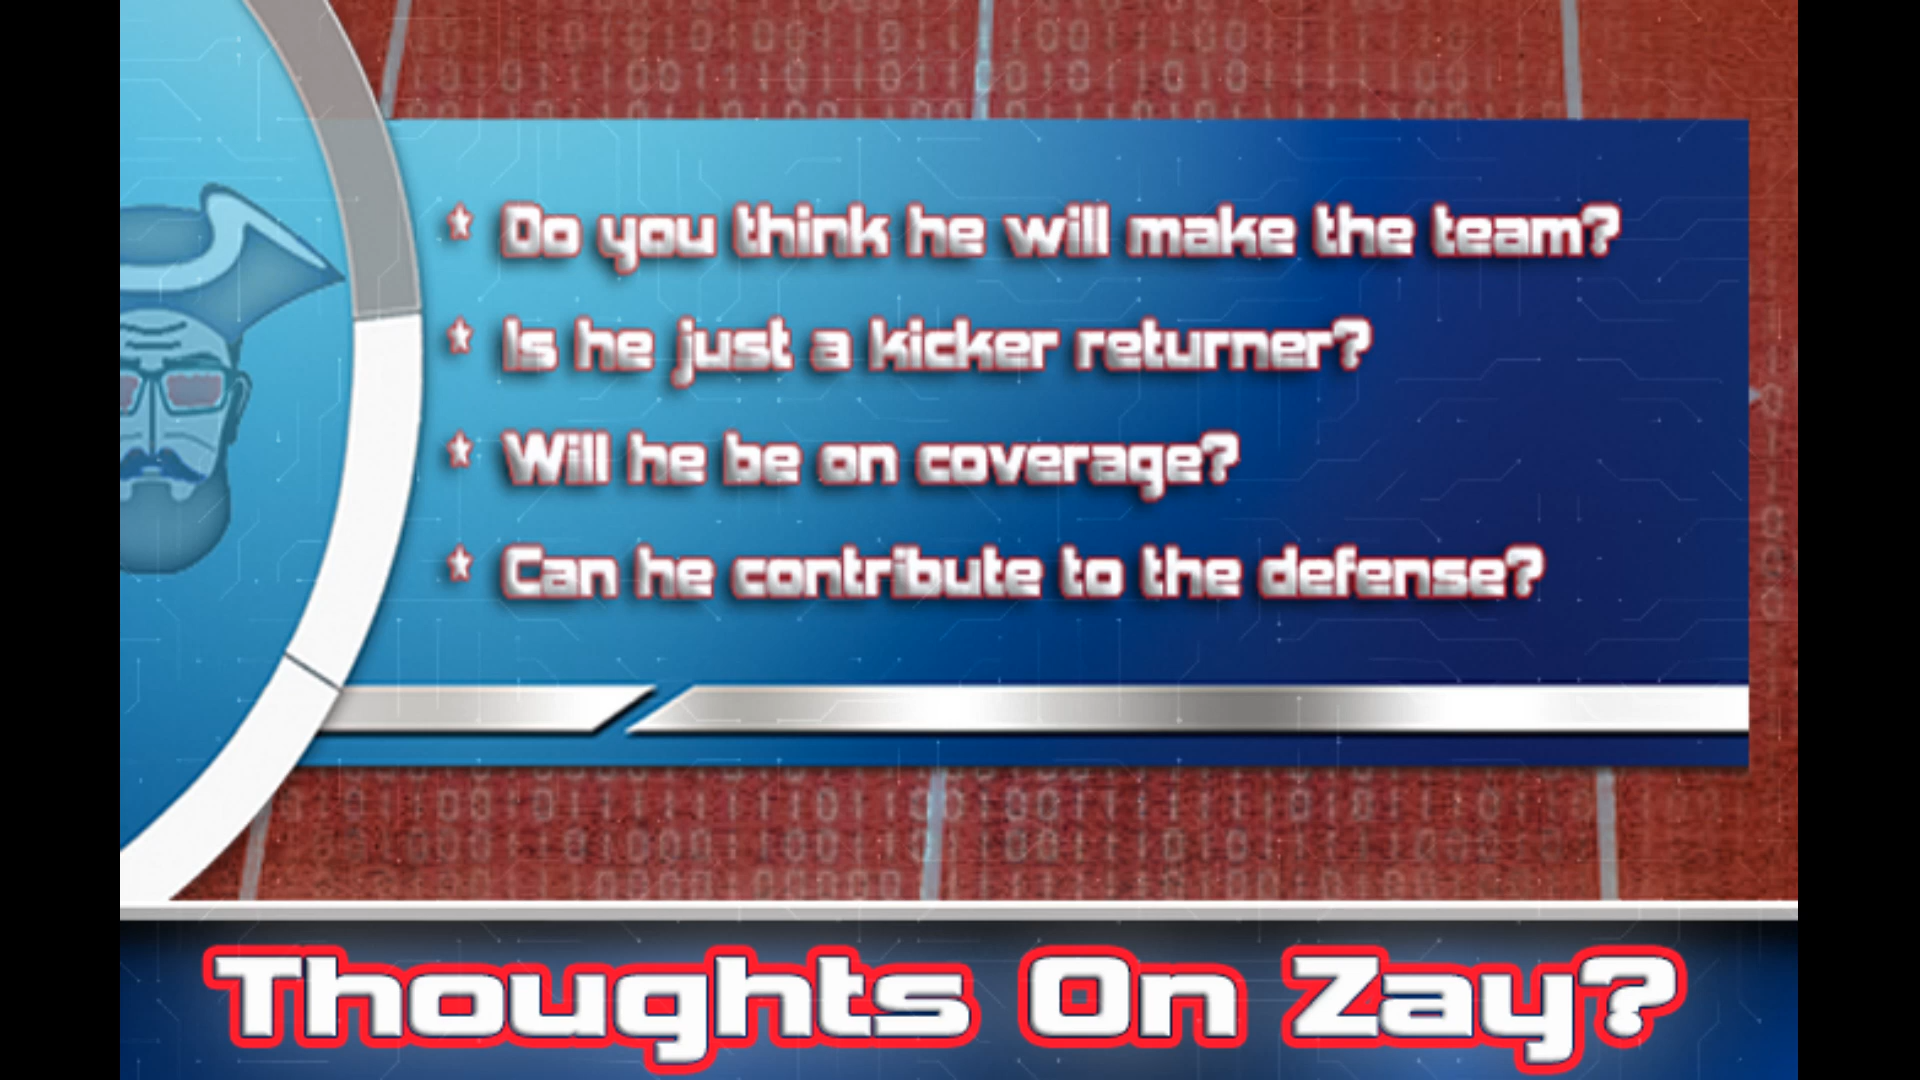 * Do you think he will make the team?
* Is he just a kicker returner?
* Will he be on coverage?
* Can he contribute to the defense?
Thoughts On Zay?